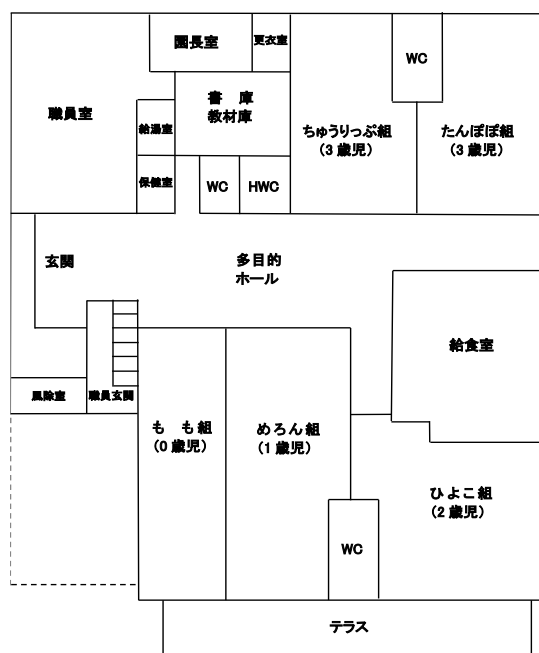 園長室
更衣室
WC
職員室
書 庫
教材庫
給湯室
ちゅうりっぷ組
(3歳児)
たんぽぽ組
(3歳児)
保健室
WC
HWC
玄関
多目的
ホール
給食室
風除室
職員玄関
も も組
(0歳児)
めろん組
(1歳児)
ひよこ組
(2歳児)
WC
テラス